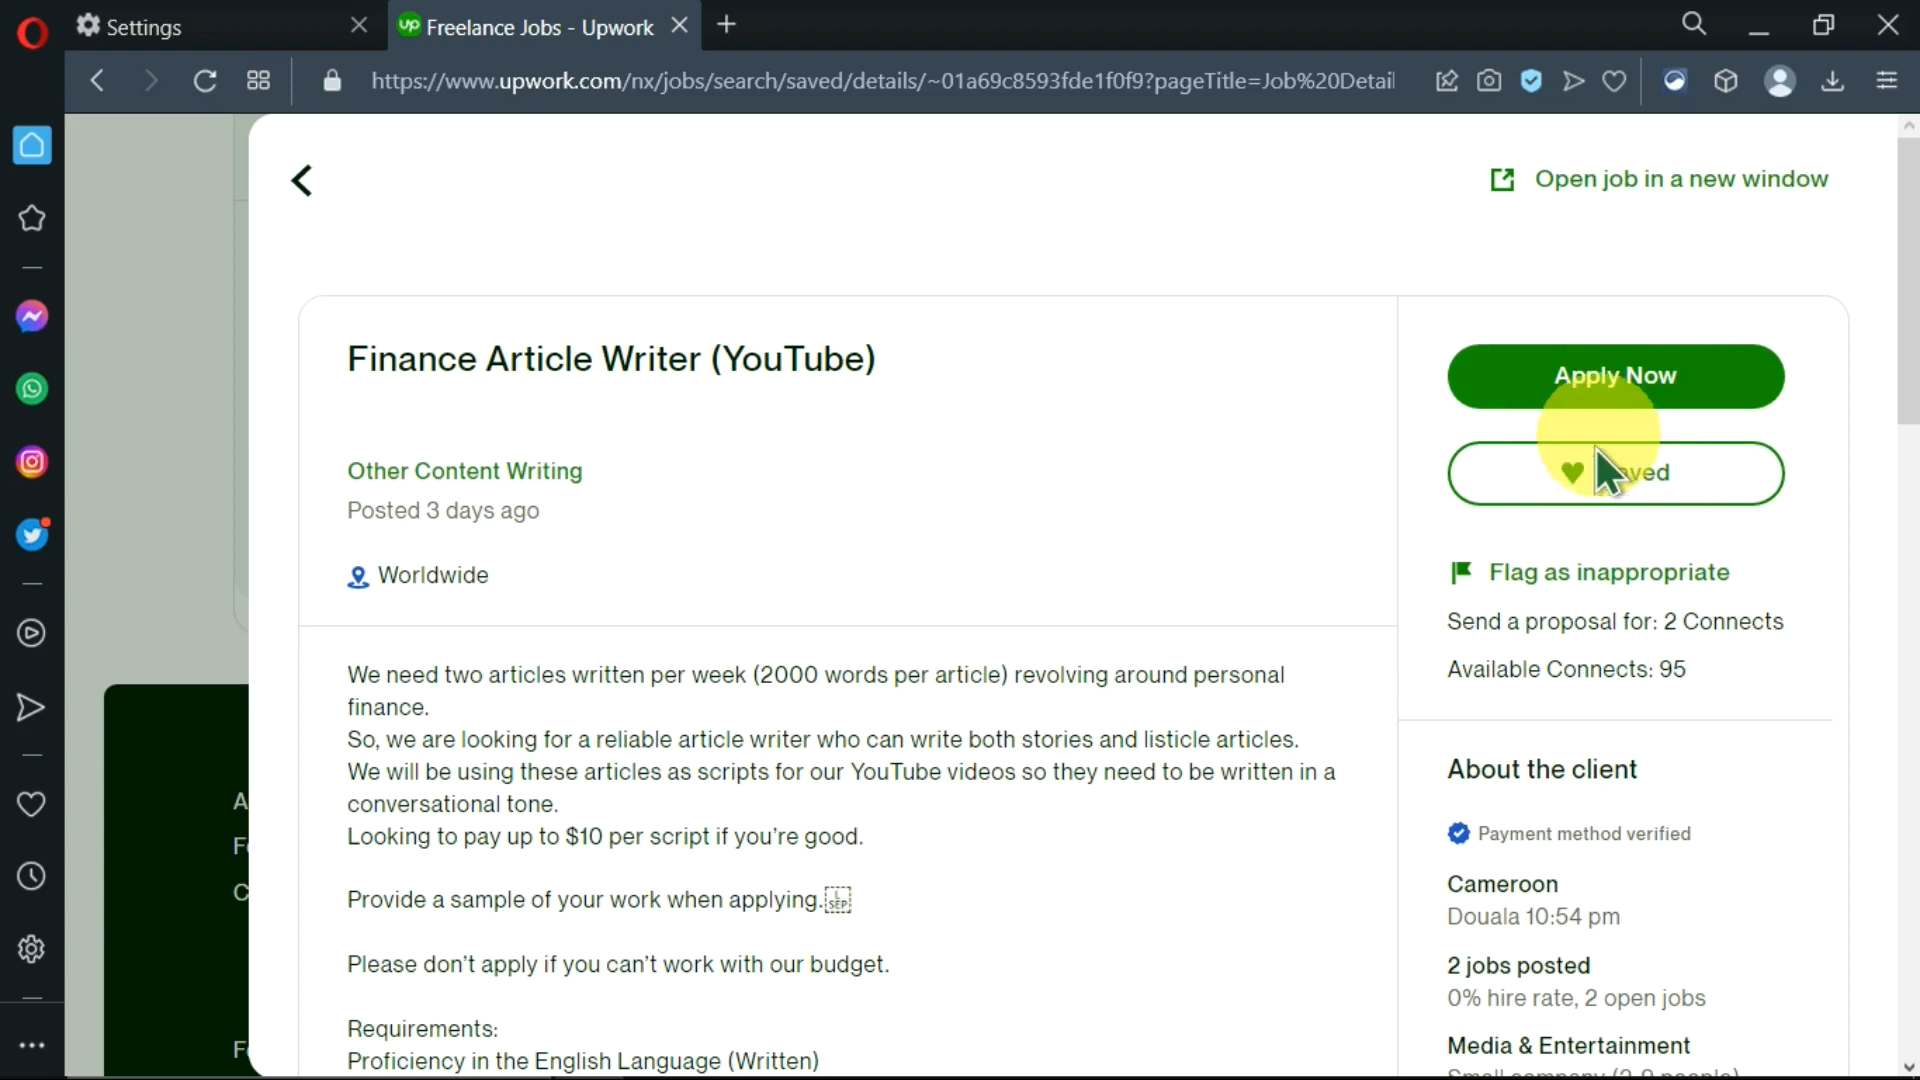 Settings
up Freelance Jobs - Upwork
https://www.upwork.com/nx/jobs/search/saved/details/~01a69c8593fde1f0f9?pageTitle=Job%20Detail
Open job in a new window
Finance Article Writer (YouTube)
Apply Now
Other Content Writing
Posted 3 days ago
Worldwide
Flag as inappropriate
Send a proposal for: 2 Connects
Available Connects: 95
We need two articles written per week (2000 words per article) revolving around personal
finance.
So, we are looking for a reliable article writer who can write both stories and listicle articles.
We will be using these articles as scripts for our YouTube videos so they need to be written in a
conversational tone.
Looking to pay up to $10 per script if you're good.
Provide a sample of your work when applying.
L SEP
Please don't apply if you can't work with our budget.
Requirements:
Proficiency in the English Language (Written)
About the client
Payment method verified
Cameroon
Douala 10:54 pm
2 jobs posted
0% hire rate, 2 open jobs
Media & Entertainment